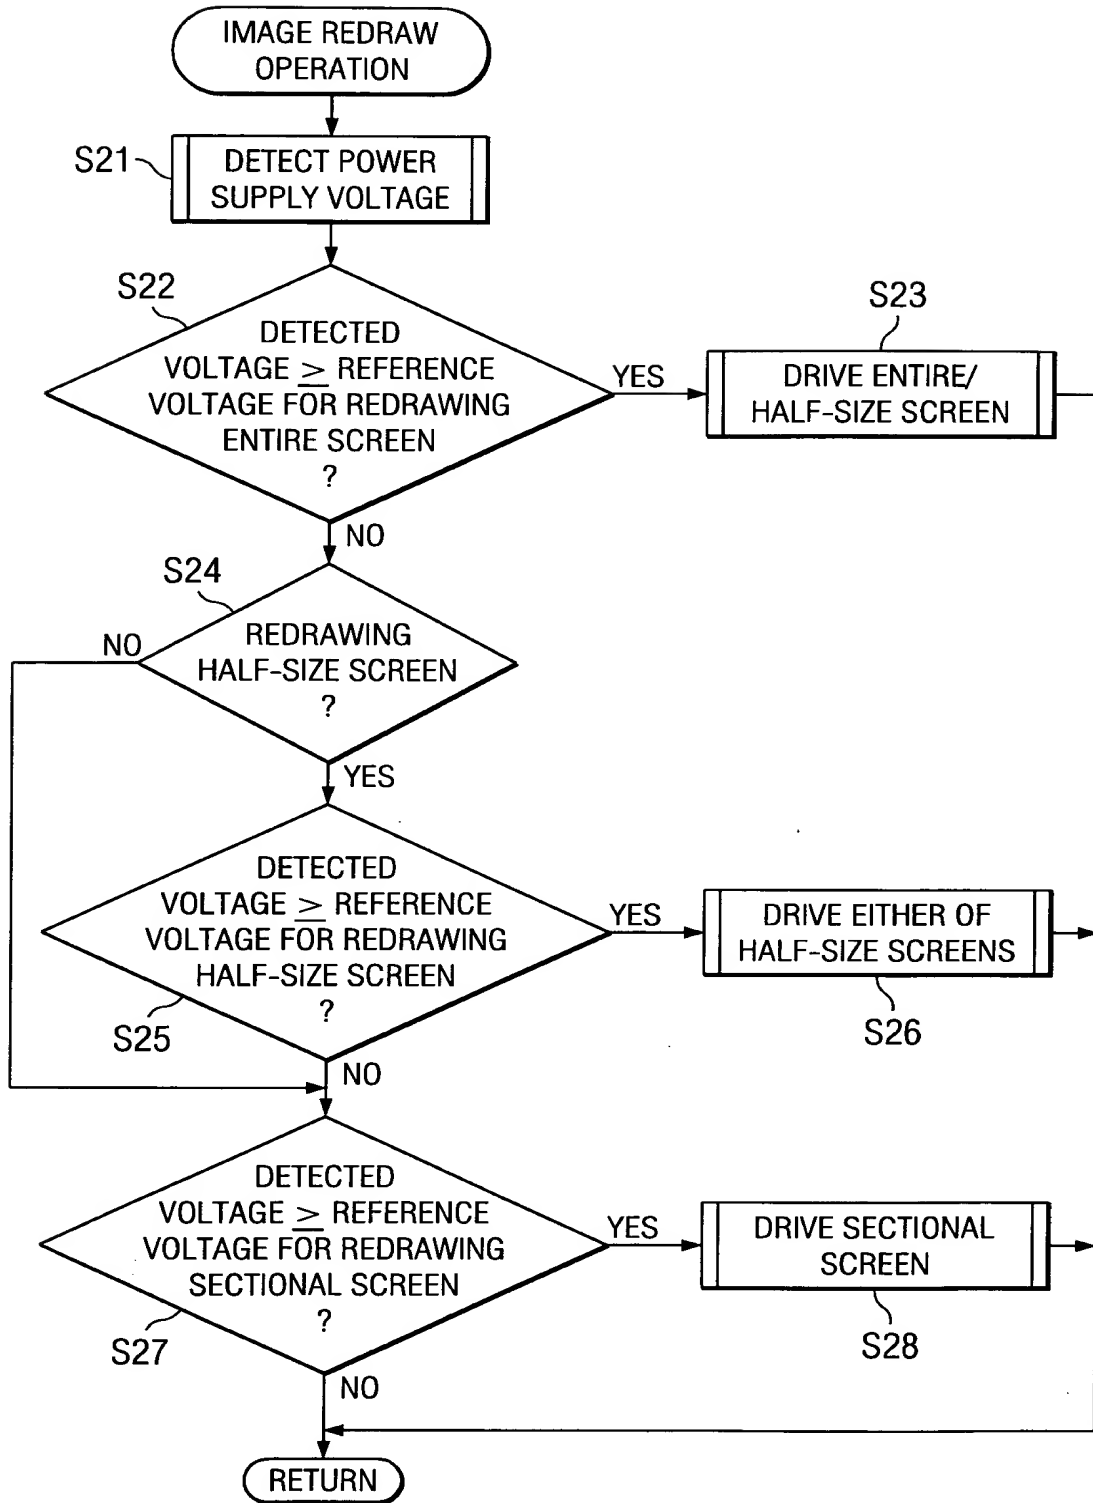 IMAGE REDRAW
OPERATION
S21
DETECT POWER
SUPPLY VOLTAGE
S22
DETECTED
VOLTAGE ≥ REFERENCE
VOLTAGE FOR REDRAWING
ENTIRE SCREEN
?
YES
S23
DRIVE ENTIRE/
HALF-SIZE SCREEN
NO
S24
REDRAWING
HALF-SIZE SCREEN
?
NO
YES
DETECTED
VOLTAGE ≥ REFERENCE
VOLTAGE FOR REDRAWING
HALF-SIZE SCREEN
?
S25
YES
DRIVE EITHER OF
HALF-SIZE SCREENS
S26
NO
DETECTED
VOLTAGE ≥ REFERENCE
VOLTAGE FOR REDRAWING
SECTIONAL SCREEN
?
S27
YES
DRIVE SECTIONAL
SCREEN
S28
NO
RETURN